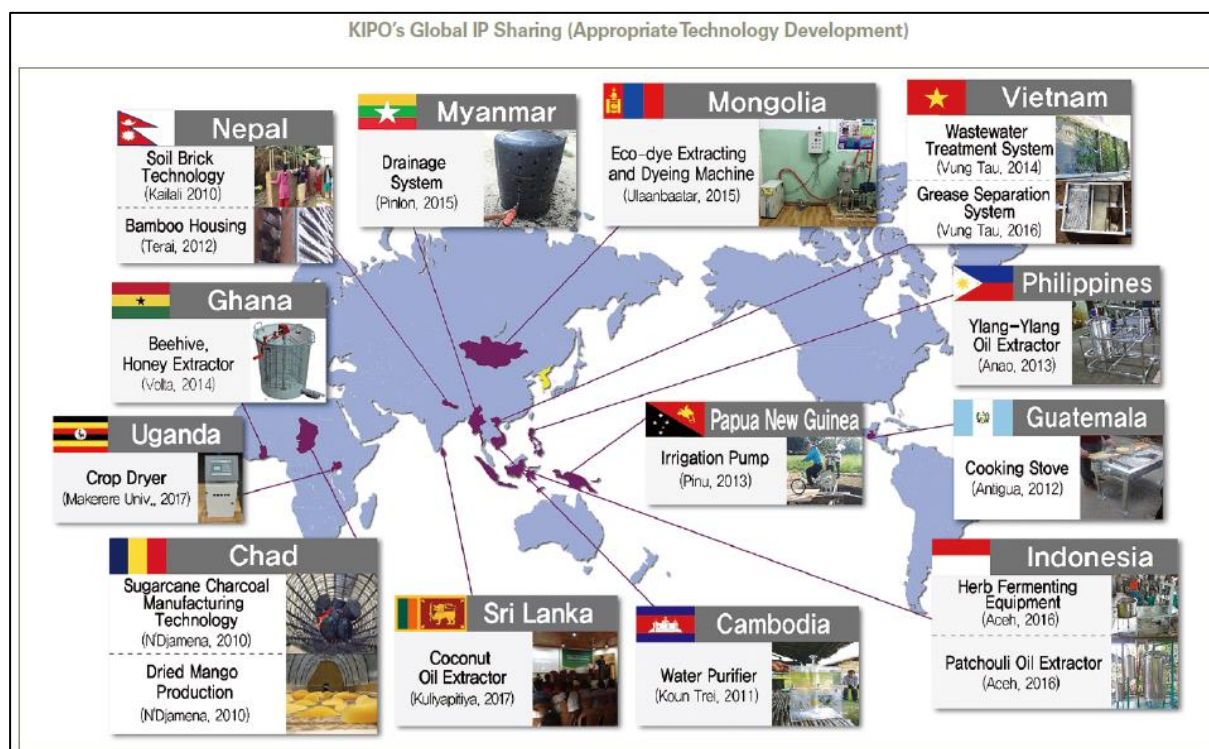 KIPO's Global IP Sharing (Appropriate Technology Development)
Nepal
Soil Brick
Technology
(Kailali 2010)
Bamboo Housing
(Terai, 2012)
Myanmar
Drainage
System
(Pinlon, 2015)
Mongolia
Eco-dye Extracting
and Dyeing Machine
(Ulaanbaatar, 2015)
Vietnam
Wastewater
Treatment System
(Vung Tau, 2014)
Grease Separation
System
(Vung Tau, 2016)
Ghana
Beehive,
Honey Extractor
(Volta, 2014)
Philippines
Ylang-Ylang
Oil Extractor
(Anao, 2013)
Uganda
Crop Dryer
(Makerere Univ., 2017)
Papua New Guinea
Irrigation Pump
(Pinu, 2013)
Guatemala
Cooking Stove
(Antigua, 2012)
Chad
Sugarcane Charcoal
Manufacturing
Technology
(N'Djamena, 2010)
Dried Mango
Production
(N'Djamena, 2010)
Sri Lanka
Coconut
Oil Extractor
(Kuliyapitiya, 2017)
Cambodia
Water Purifier
(Koun Trei, 2011)
Indonesia
Herb Fermenting
Equipment
(Aceh, 2016)
Patchouli Oil Extractor
(Aceh, 2016)